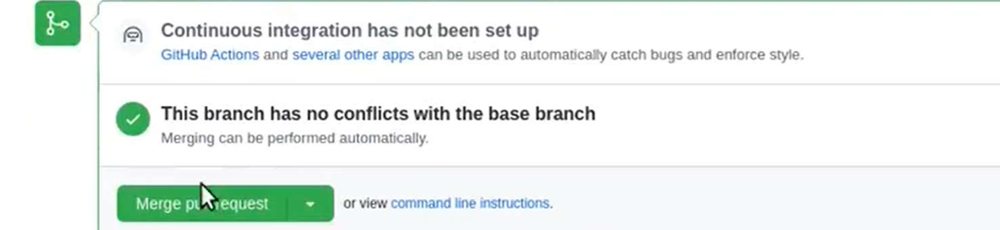 Continuous integration has not been set up
GitHub Actions and several other apps can be used to automatically catch bugs and enforce style.
This branch has no conflicts with the base branch
Merging can be performed automatically.
Merge pull request or view command line instructions.